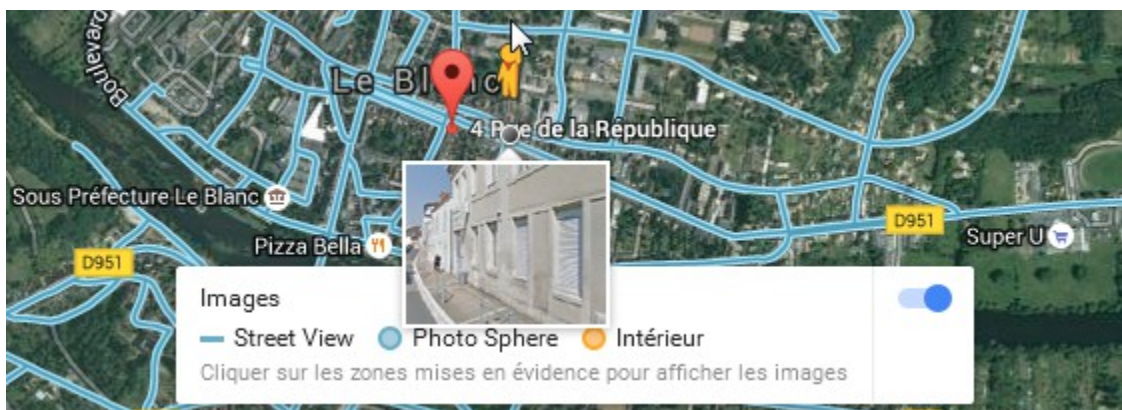 Boulevard
Le Blanc
4 Rue de la République
Sous Préfecture Le Blanc
D951
Pizza Bella
D951
Super U
Images
Street View
Photo Sphere
Intérieur
Cliquer sur les zones mises en évidence pour afficher les images